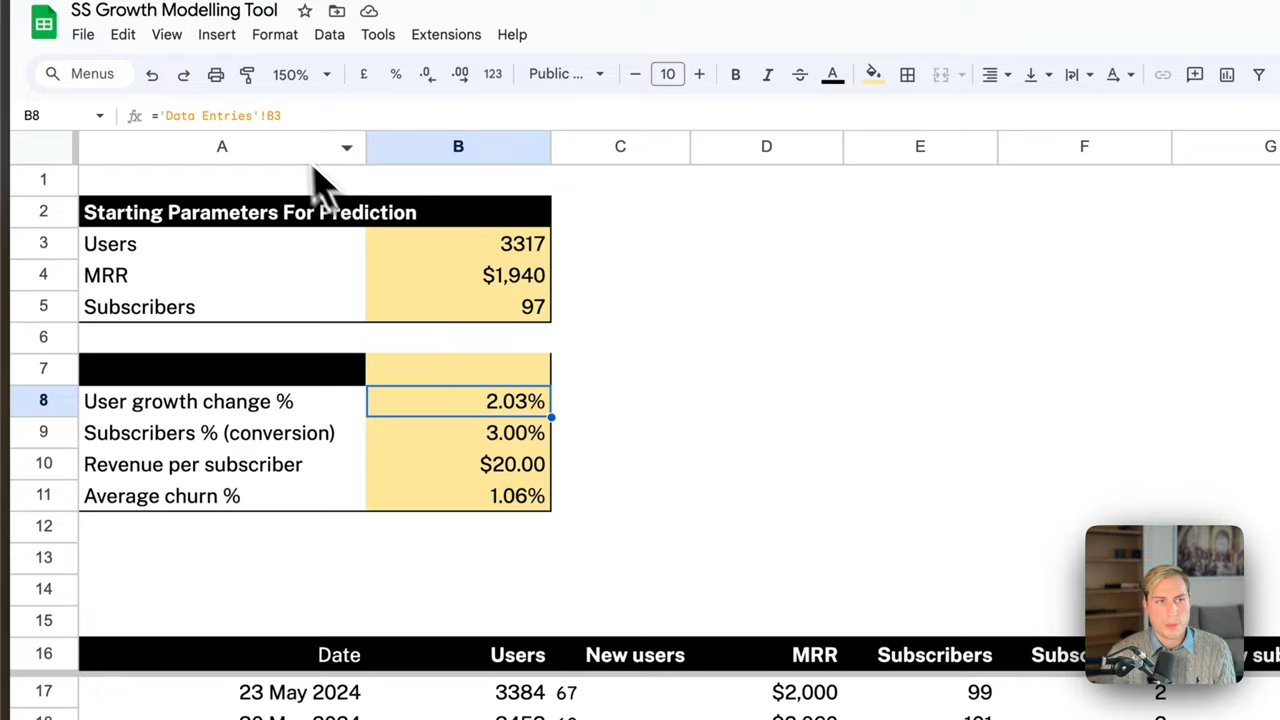 SS Growth Modelling Tool
File Edit View Insert Format Data Tools Extensions Help
Menus 150% £ % .0 .00 123 Public ... 10 B I A
B8 fx ='Data Entries'!B3
A B C D E F G
1
2 Starting Parameters For Prediction
3 Users 3317
4 MRR $1,940
5 Subscribers 97
6
7
8 User growth change % 2.03%
9 Subscribers % (conversion) 3.00%
10 Revenue per subscriber $20.00
11 Average churn % 1.06%
12
13
14
15
16 Date Users New users MRR Subscribers
17 23 May 2024 3384 67 $2,000 99 2